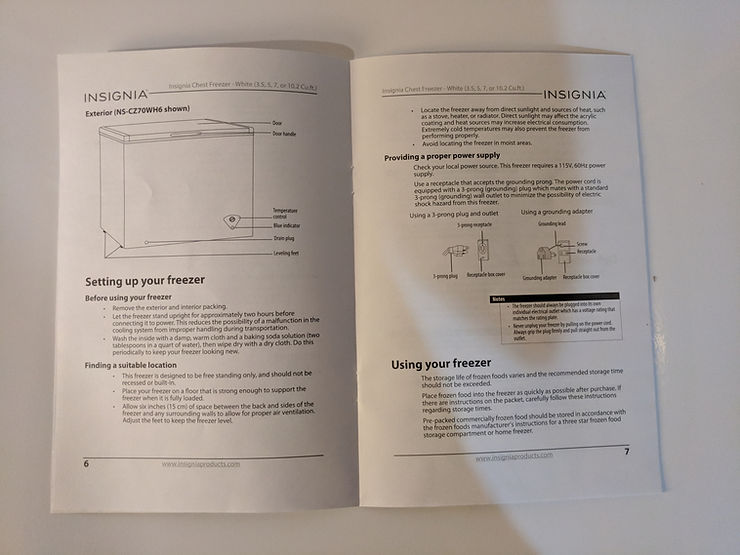 Insignia Chest Freezer - White (3.5, 5, 7, or 10.2 Cu.ft.)
INSIGNIA
Exterior (NS-CZ70WH6 shown)
Door
Door handle
Temperature
control
Blue indicator
Drain plug
Leveling feet
Setting up your freezer
Before using your freezer
• Remove the exterior and interior packing.
• Let the freezer stand upright for approximately two hours before
connecting it to power. This reduces the possibility of a malfunction in the
cooling system from improper handling during transportation.
• Wash the inside with a damp, warm cloth and a baking soda solution (two
tablespoons in a quart of water), then wipe dry with a dry cloth. Do this
periodically to keep your freezer looking new.
Finding a suitable location
• This freezer is designed to be free standing only, and should not be
recessed or built-in.
• Place your freezer on a floor that is strong enough to support the
freezer when it is fully loaded.
• Allow six inches (15 cm) of space between the back and sides of the
freezer and any surrounding walls to allow for proper air ventilation.
Adjust the feet to keep the freezer level.
6
www.insigniaproducts.com
Insignia Chest Freezer - White (3.5, 5, 7, or 10.2 Cu.ft.)
INSIGNIA
• Locate the freezer away from direct sunlight and sources of heat, such
as a stove, heater, or radiator. Direct sunlight may affect the acrylic
coating and heat sources may increase electrical consumption.
Extremely cold temperatures may also prevent the freezer from
performing properly.
• Avoid locating the freezer in moist areas.
Providing a proper power supply
Check your local power source. This freezer requires a 115V, 60Hz power
supply.
Use a receptacle that accepts the grounding prong. The power cord is
equipped with a 3-prong (grounding) plug which mates with a standard
3-prong (grounding) wall outlet to minimize the possibility of electric
shock hazard from this freezer.
Using a 3-prong plug and outlet
Using a grounding adapter
3-prong receptacle
Grounding lead
Screw
Receptacle
3-prong plug
Receptacle box cover
Grounding adapter
Receptacle box cover
Notes
• The freezer should always be plugged into its own
individual electrical outlet which has a voltage rating that
matches the rating plate.
• Never unplug your freezer by pulling on the power cord.
Always grip the plug firmly and pull straight out from the
outlet.
Using your freezer
The storage life of frozen foods varies and the recommended storage time
should not be exceeded.
Place frozen food into the freezer as quickly as possible after purchase. If
there are instructions on the packet, carefully follow these instructions
regarding storage times.
Pre-packed commercially frozen food should be stored in accordance with
the frozen foods manufacturer's instructions for a three star frozen food
storage compartment or home freezer.
www.insigniaproducts.com
7